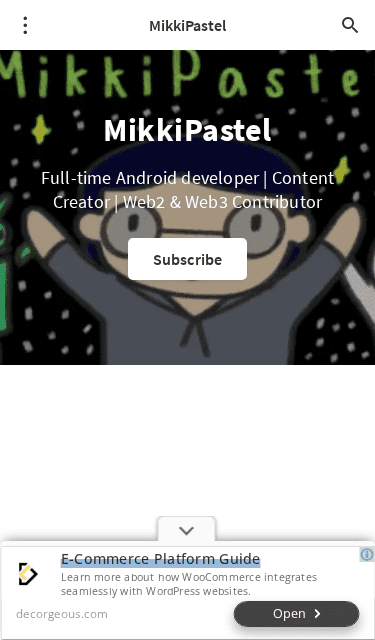 MikkiPastel
MikkiPaste
MikkiPastel
Full-time Android developer | Content
Creator | Web2 & Web3 Contributor
Subscribe
E-Commerce Platform Guide
Learn more about how WooCommerce integrates
seamlessly with WordPress websites.
decorgeous.com
Open